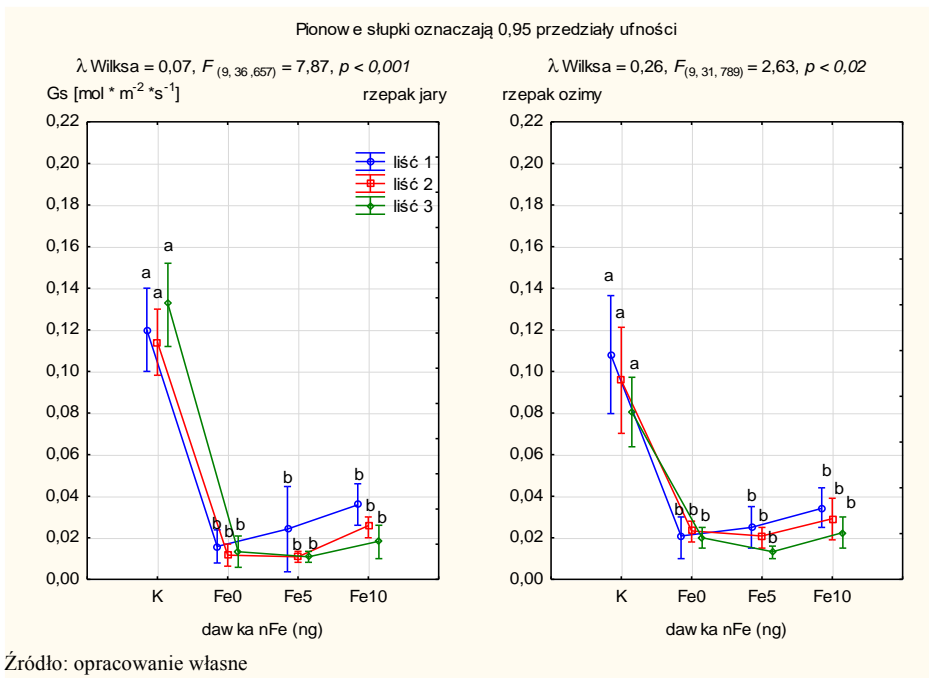 Pionowe słupki oznaczają 0,95 przedziały ufności
λ Wilksa = 0,07, F (9, 36,657) = 7,87, p < 0,001
λ Wilksa = 0,26, F(9, 31, 789) = 2,63, p < 0,02
Gs [mol * m-2 *s-1]
rzepak jary
rzepak ozimy
0,22
0,20
0,18
0,16
0,14
0,12
0,10
0,08
0,06
0,04
0,02
0,00
liść 1
liść 2
liść 3
a
a
a
b
b
b
b
b
b
b
b
b
K Fe0 Fe5 Fe10
dawka nFe (ng)
0,22
0,20
0,18
0,16
0,14
0,12
0,10
0,08
0,06
0,04
0,02
0,00
a
a
a
b
b
b
b
b
b
b
b
b
K Fe0 Fe5 Fe10
dawka nFe (ng)
Źródło: opracowanie własne